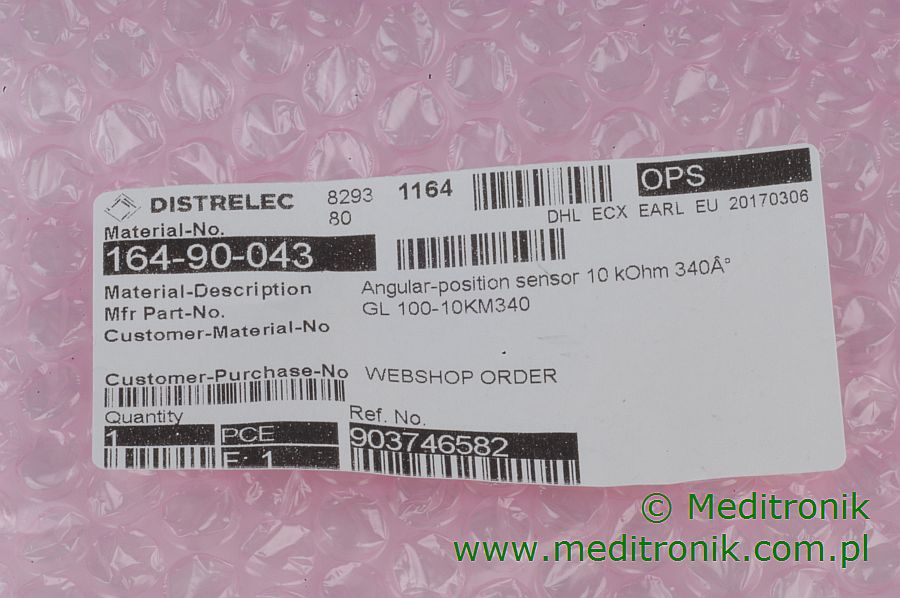 DISTRELEC 8293 1164 OPS
80 DHL ECX EARL EU 20170306
Material-No.
164-90-043
Material-Description Angular-position sensor 10 kOhm 340Â°
Mfr Part-No. GL 100-10KM340
Customer-Material-No
Customer-Purchase-No WEBSHOP ORDER
Quantity Ref. No.
1 PCE 903746582
F: 1
© Meditronik
www.meditronik.com.pl